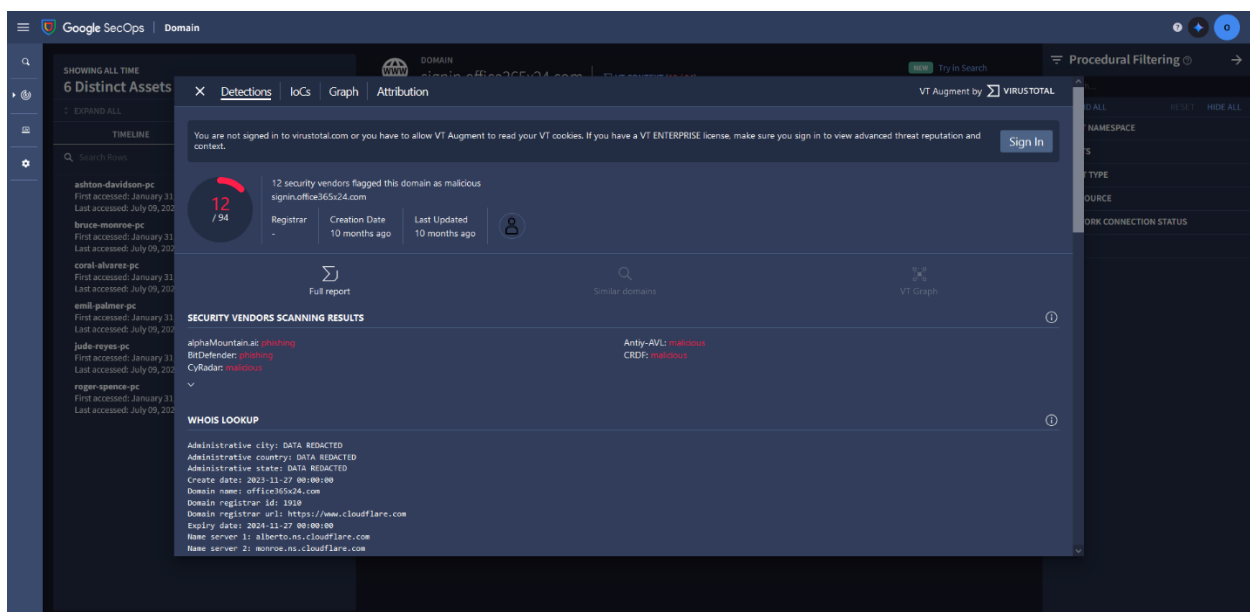 Google SecOps | Domain
o
SHOWING ALL TIME
6 Distinct Assets
EXPAND ALL
TIMELINE
Search Rows
ashton-davidson-pc
First accessed: January 31
Last accessed: July 09, 202
bruce-monroe-pc
First accessed: January 31
Last accessed: July 09, 202
coral-alvarez-pc
First accessed: January 31
Last accessed: July 09, 202
emil-palmer-pc
First accessed: January 31
Last accessed: July 09, 202
jude-reyes-pc
First accessed: January 31
Last accessed: July 09, 202
roger-spence-pc
First accessed: January 31
Last accessed: July 09, 202
WWW
DOMAIN
signin.office365x24.com
NEW Try in Search
Detections IoCs Graph Attribution
VT Augment by VIRUSTOTAL
You are not signed in to virustotal.com or you have to allow VT Augment to read your VT cookies. If you have a VT ENTERPRISE license, make sure you sign in to view advanced threat reputation and
context.
Sign In
12
/ 94
12 security vendors flagged this domain as malicious
signin.office365x24.com
Registrar Creation Date Last Updated
- 10 months ago 10 months ago
Full report Similar domains VT Graph
SECURITY VENDORS SCANNING RESULTS
alphaMountain.ai: phishing Antiy-AVL: malicious
BitDefender: phishing CRDF: malicious
CyRadar: malicious
WHOIS LOOKUP
Administrative city: DATA REDACTED
Administrative country: DATA REDACTED
Administrative state: DATA REDACTED
Create date: 2023-11-27 00:00:00
Domain name: office365x24.com
Domain registrar id: 1910
Domain registrar url: https://www.cloudflare.com
Expiry date: 2024-11-27 00:00:00
Name server 1: alberto.ns.cloudflare.com
Name server 2: monroe.ns.cloudflare.com
Procedural Filtering
RESET HIDE ALL
NAMESPACE
TYPE
CONNECTION STATUS